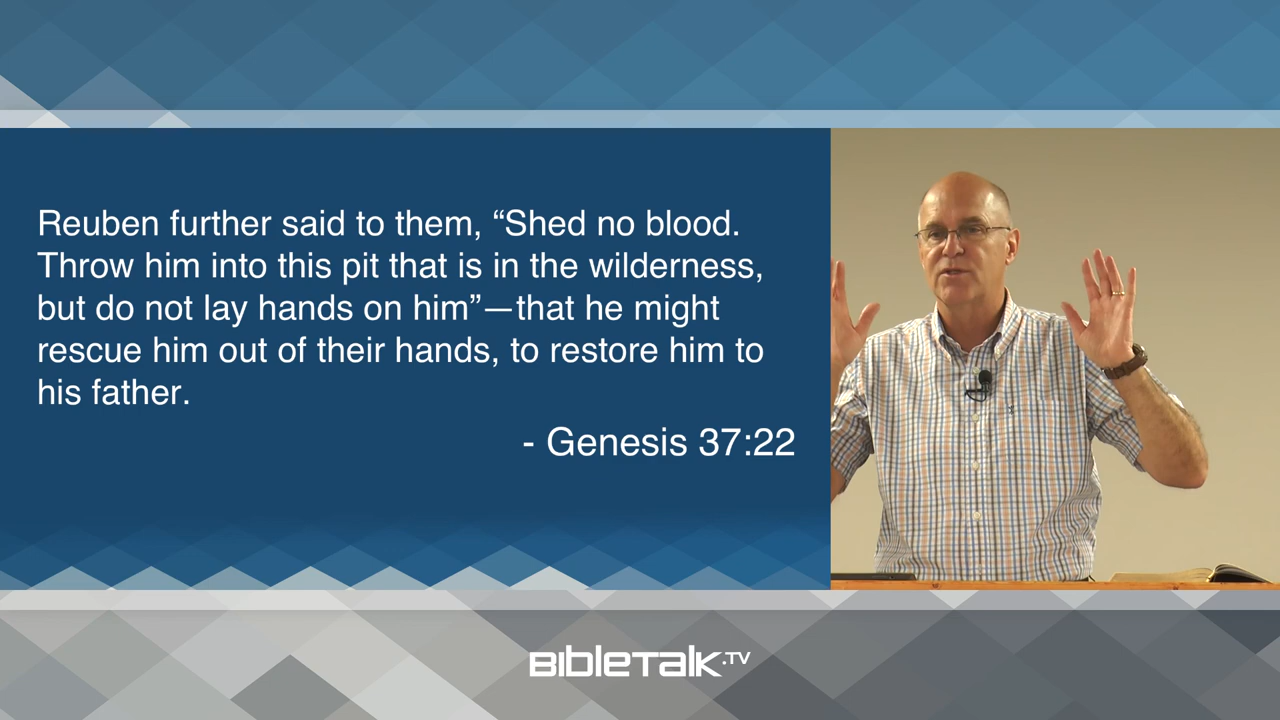 Reuben further said to them, “Shed no blood.
Throw him into this pit that is in the wilderness,
but do not lay hands on him”—that he might
rescue him out of their hands, to restore him to
his father.
- Genesis 37:22
BIBLETALK.TV